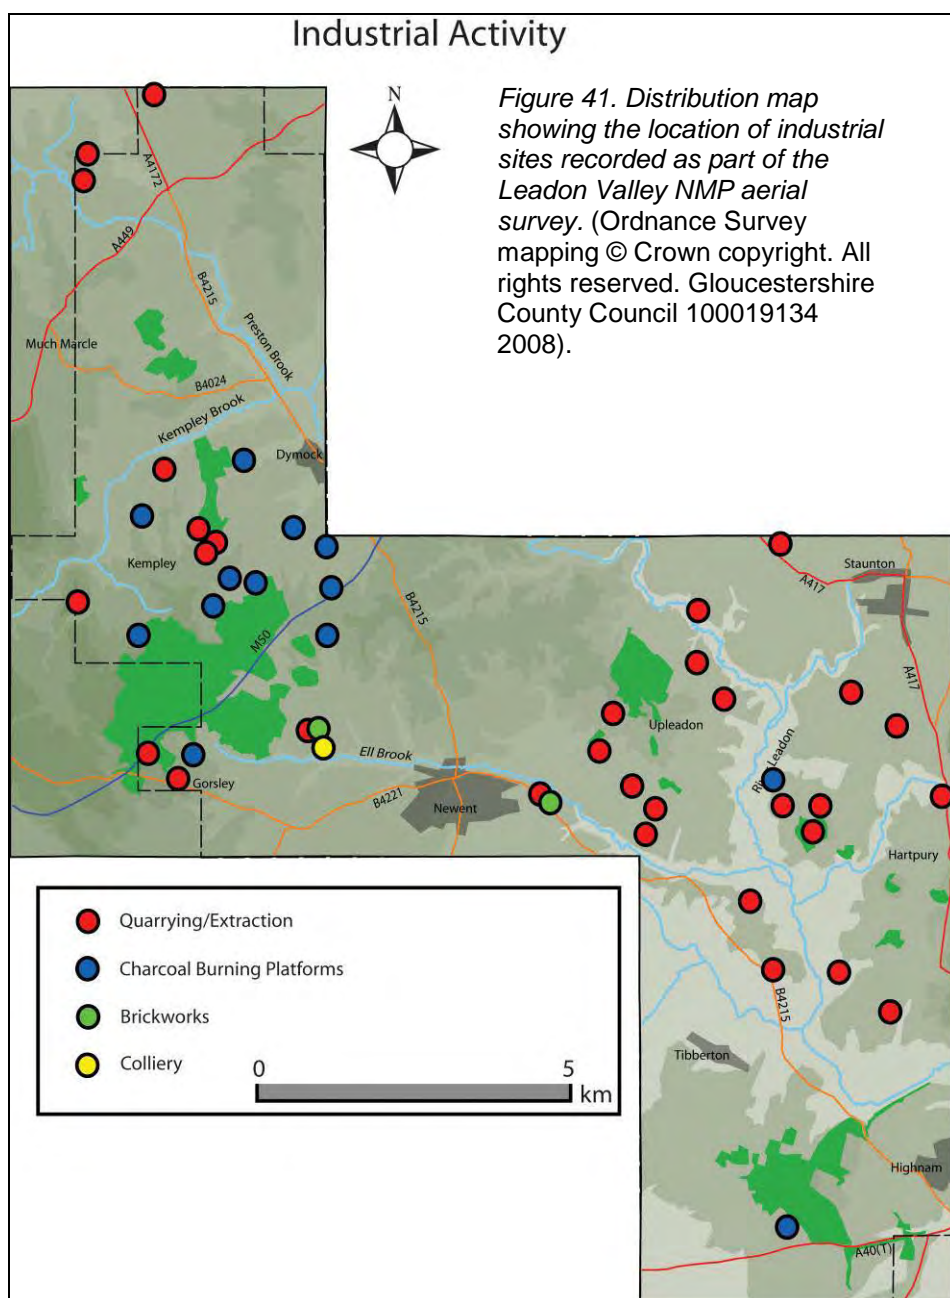 Industrial Activity
N
Figure 41. Distribution map
showing the location of industrial
sites recorded as part of the
Leadon Valley NMP aerial
survey. (Ordnance Survey
mapping © Crown copyright. All
rights reserved. Gloucestershire
County Council 100019134
2008).
A4172
A449
B4215
Preston Brook
Much Marcle
B4024
Kempley Brook
Dymock
Kempley
M50
B4215
A417
Staunton
A417
Upleadon
River Leadon
Ell Brook
Gorsley
B4221
Newent
Hartpury
B4215
Tibberton
Highnam
A40(T)
Quarrying/Extraction
Charcoal Burning Platforms
Brickworks
Colliery
0 5
km